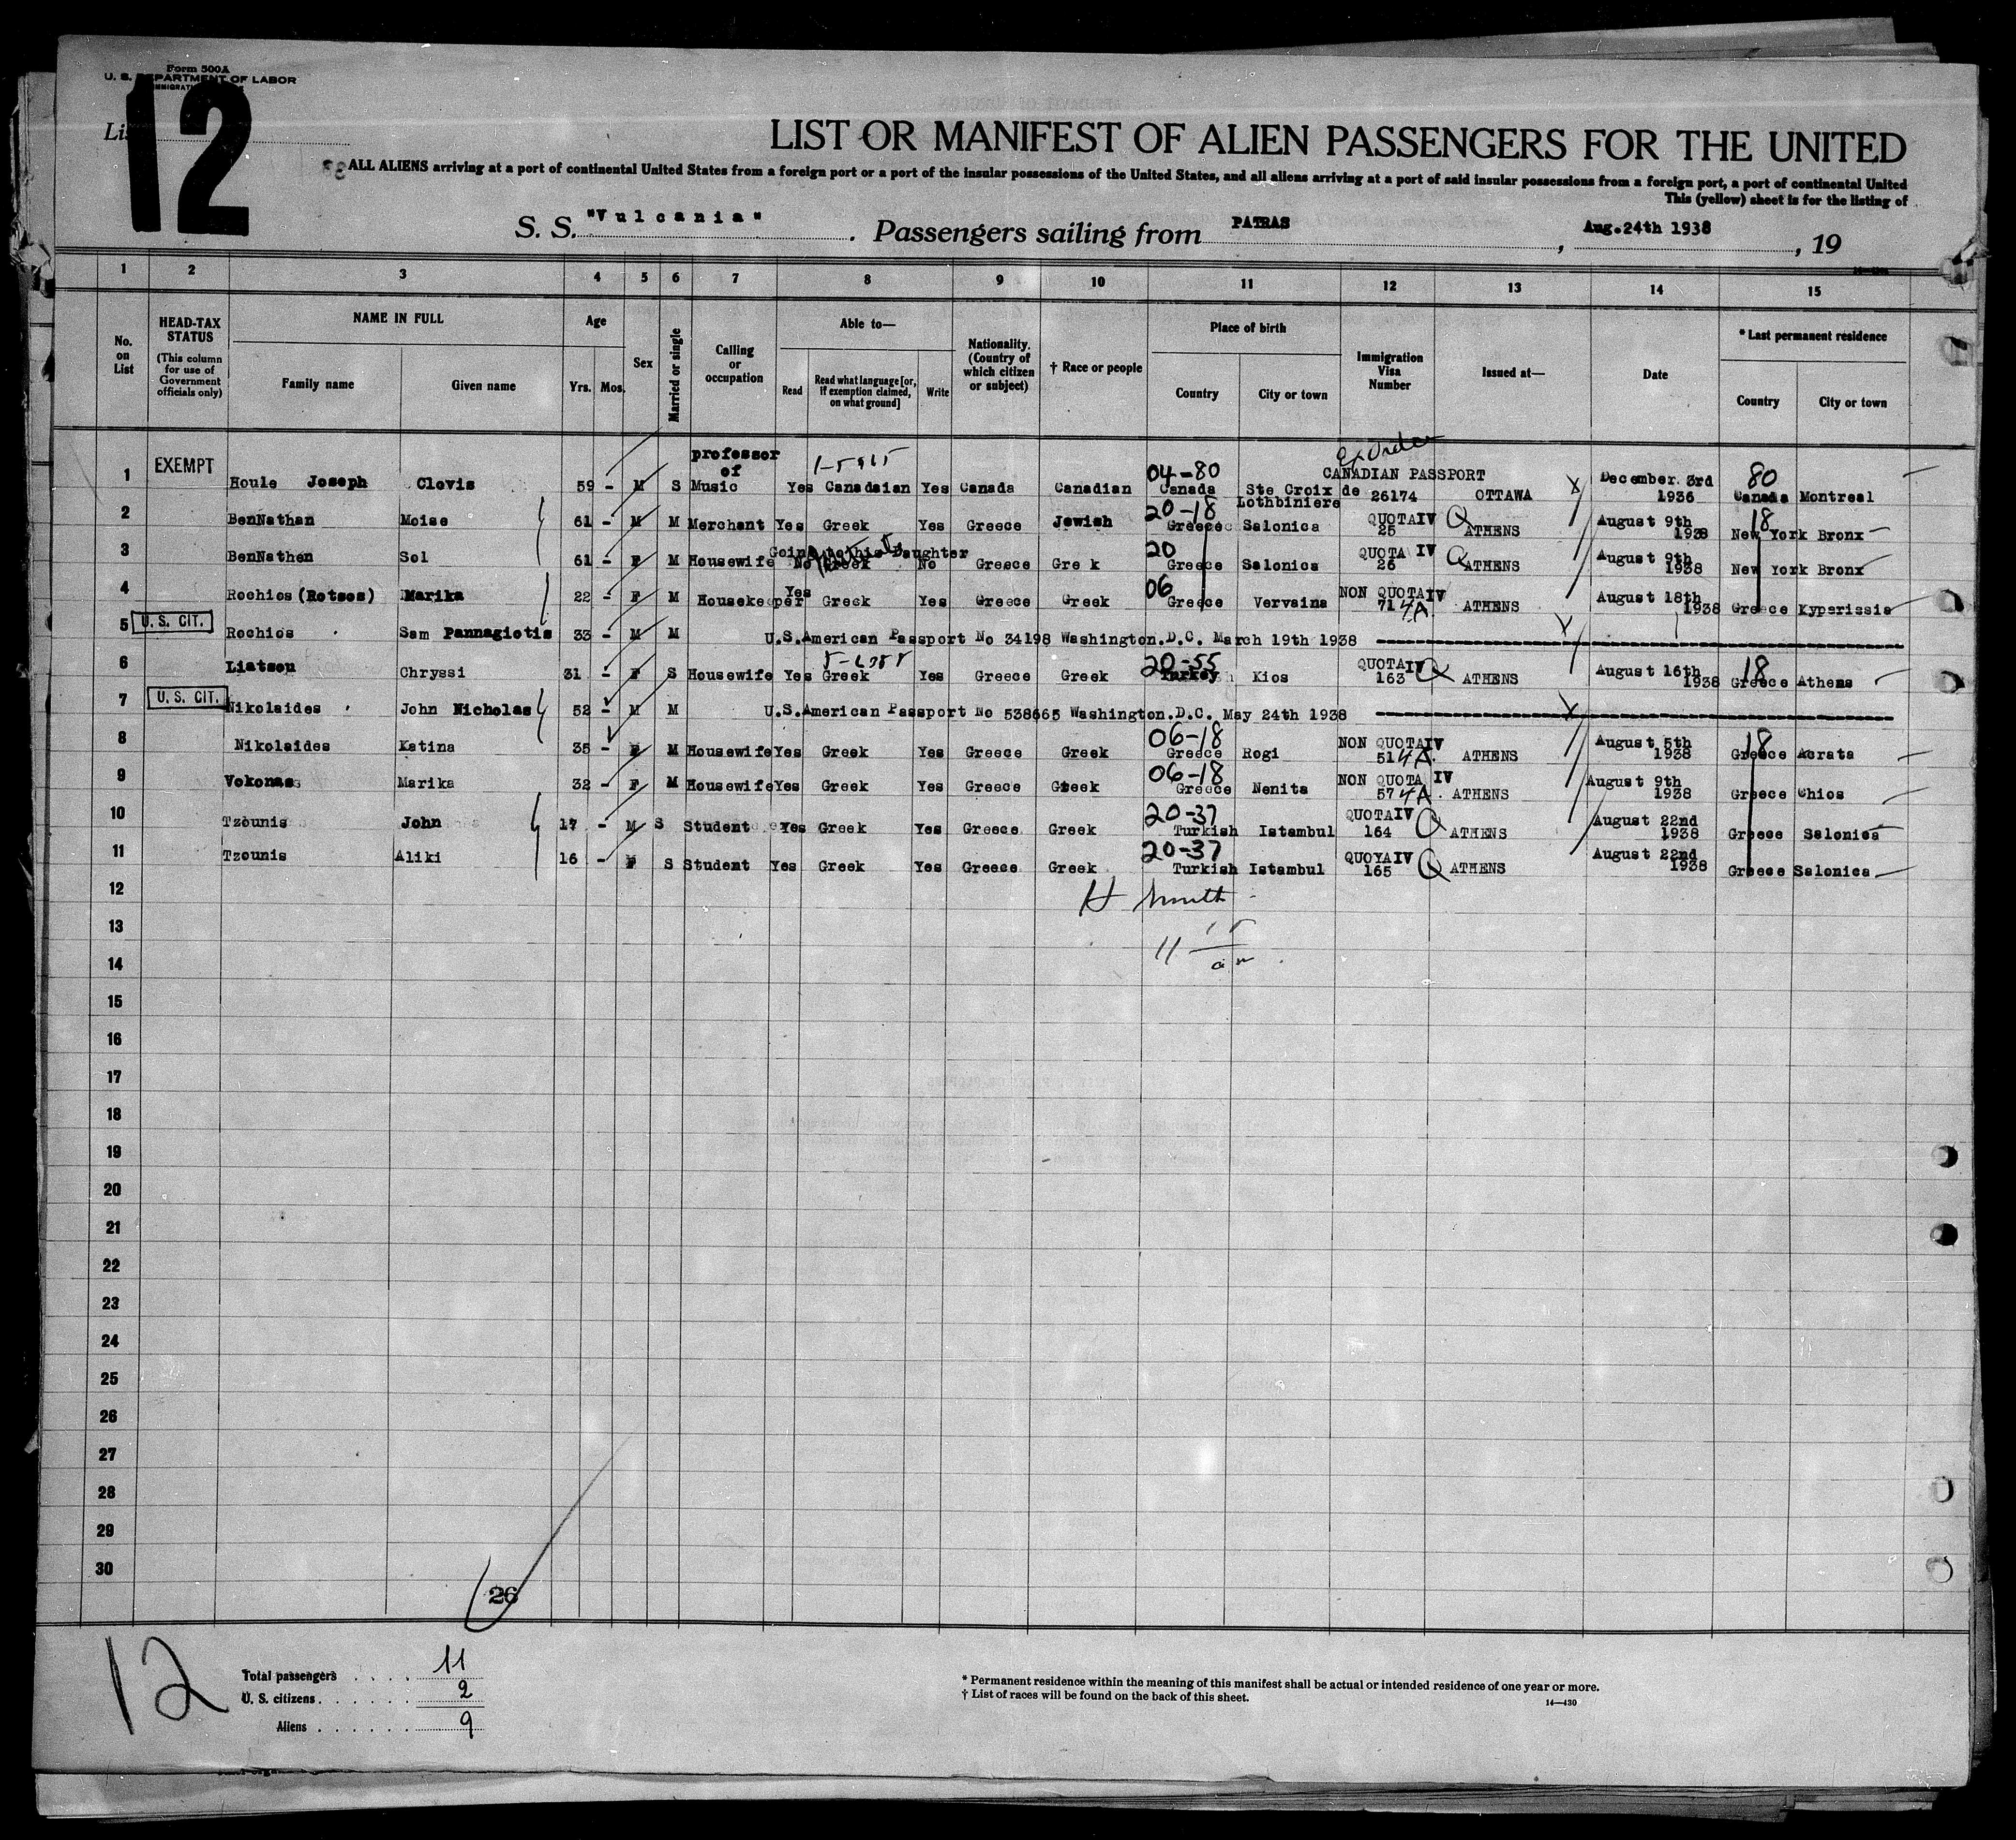 Form 500A
U. S. DEPARTMENT OF LABOR
12
LIST OR MANIFEST OF ALIEN PASSENGERS FOR THE UNITED
ALL ALIENS arriving at a port of continental United States from a foreign port or a port of the insular possessions of the United States, and all aliens arriving at a port of said insular possessions from a foreign port, a port of continental United
This (yellow) sheet is for the listing of
S. S. "Vulcania". Passengers sailing from PATRAS, Aug.24th 1938, 19
1 2 3 4 5 6 7 8 9 10 11 12 13 14 15
No. on List
HEAD-TAX STATUS (This column for use of Government officials only)
NAME IN FULL
Family name Given name
Age
Yrs. Mos.
Sex
Married or single
Calling or occupation
Able to—
Read Read what language [or, if exemption claimed, on what ground] Write
Nationality. (Country of which citizen or subject)
† Race or people
Place of birth
Country City or town
Immigration Visa Number
Issued at—
Date
* Last permanent residence
Country City or town
1 EXEMPT Houle Joseph Clovis 59 - M S professor of Music Yes Canadaian Yes Canada Canadian 04-80 Canada Ste Croix de Lothbiniere CANADIAN PASSPORT 26174 OTTAWA December. 3rd 1936 80 Canada Montreal
2 BenNathan Moise 61 - M M Merchant Yes Greek Yes Greece Jewish 20-18 Greece Salonica QUOTA IV 25 Q ATHENS August 9th 1938 18 New York Bronx
Going to his Daughter
3 BenNathen Sol 61 - F M Housewife No Greek No Greece Gre k 20 Greece Salonica QUOTA IV 26 Q ATHENS August 9th 1938 New York Bronx
4 Rochios (Rotsos) Marika 22 - F M Housekeeper Yes Greek Yes Greece Greek 06 Greece Vervaina NON QUOTA IV 71 4A. ATHENS August 18th 1938 Greece Kyparissia
5 U. S. CIT. Rochios Sam Pannagiotis 33 - M M U.S.American Passport No 34198 Washington.D.C. March 19th 1938
6 Liatsou Chryssi 31 - F S Housewife Yes Greek Yes Greece Greek 20-55 Turkey Kios QUOTA IV 163 Q ATHENS August 16th 1938 18 Greece Athens
7 U. S. CIT. Nikolaides John Nicholas 52 - M M U.S.American Passport No 538665 Washington.D.C. May 24th 1938
8 Nikolaides Katina 35 - F M Housewife Yes Greek Yes Greece Greek 06-18 Greece Rogi NON QUOTA IV 51 4A. ATHENS August 5th 1938 18 Greece Acrata
9 Vokonas Marika 32 - F M Housewife Yes Greek Yes Greece Greek 06-18 Greece Nenita NON QUOTA IV 57 4A. ATHENS August 9th 1938 Greece Chios
10 Tzounis John 17 - M S Student Yes Greek Yes Greece Greek 20-37 Turkish Istambul QUOTA IV 164 Q ATHENS August 22nd 1938 Greece Salonica
11 Tzounis Aliki 16 - F S Student Yes Greek Yes Greece Greek 20-37 Turkish Istambul QUOYA IV 165 Q ATHENS August 22nd 1938 Greece Salonica
12 H Smith
13
14
15
16
17
18
19
20
21
22
23
24
25
26
27
28
29
30
26
12
Total passengers . . . . 11
U. S. citizens . . . . . . 2
Aliens . . . . . . 9
* Permanent residence within the meaning of this manifest shall be actual or intended residence of one year or more.
† List of races will be found on the back of this sheet.
14—430